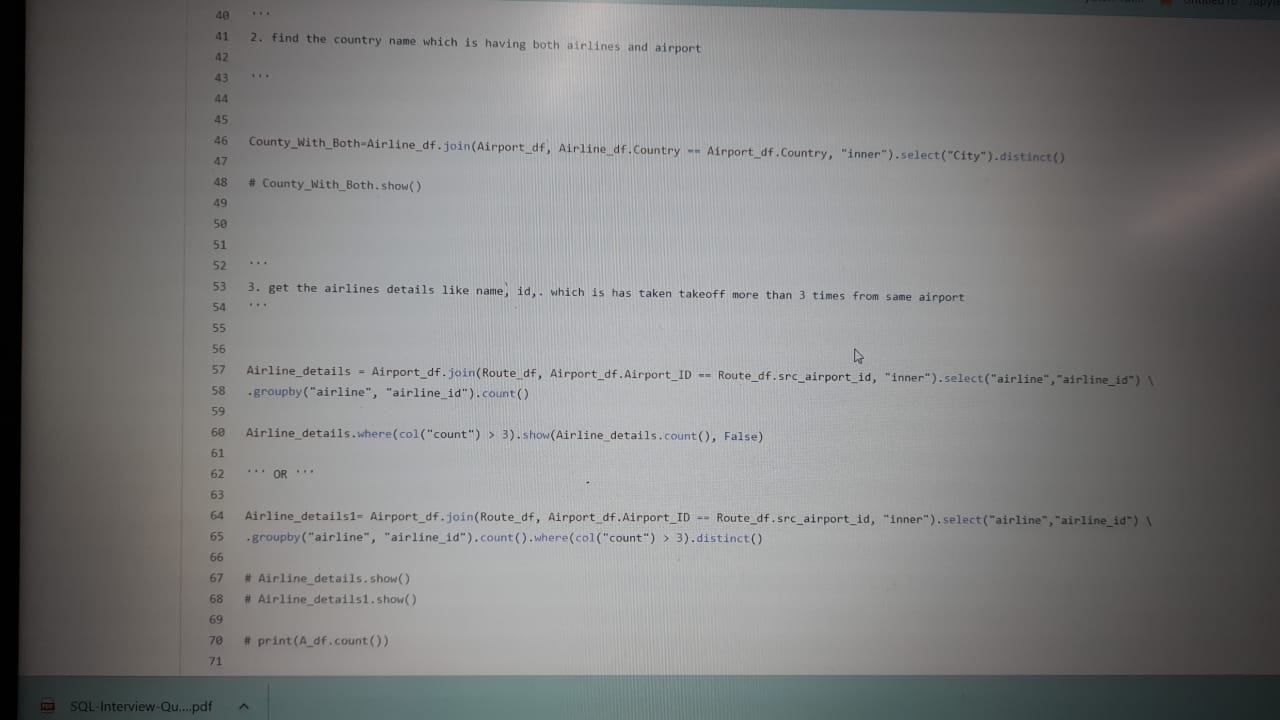 40 '''
41 2. find the country name which is having both airlines and airport
42
43 '''
44
45
46 County_With_Both=Airline_df.join(Airport_df, Airline_df.Country == Airport_df.Country, "inner").select("City").distinct()
47
48 # County_With_Both.show()
49
50
51
52 '''
53 3. get the airlines details like name, id,. which is has taken takeoff more than 3 times from same airport
54 '''
55
56
57 Airline_details = Airport_df.join(Route_df, Airport_df.Airport_ID == Route_df.src_airport_id, "inner").select("airline","airline_id") \
58 .groupby("airline", "airline_id").count()
59
60 Airline_details.where(col("count") > 3).show(Airline_details.count(), False)
61
62 ''' OR '''
63
64 Airline_details1= Airport_df.join(Route_df, Airport_df.Airport_ID == Route_df.src_airport_id, "inner").select("airline","airline_id") \
65 .groupby("airline", "airline_id").count().where(col("count") > 3).distinct()
66
67 # Airline_details.show()
68 # Airline_details1.show()
69
70 # print(A_df.count())
71
PDF SQL-Interview-Qu....pdf